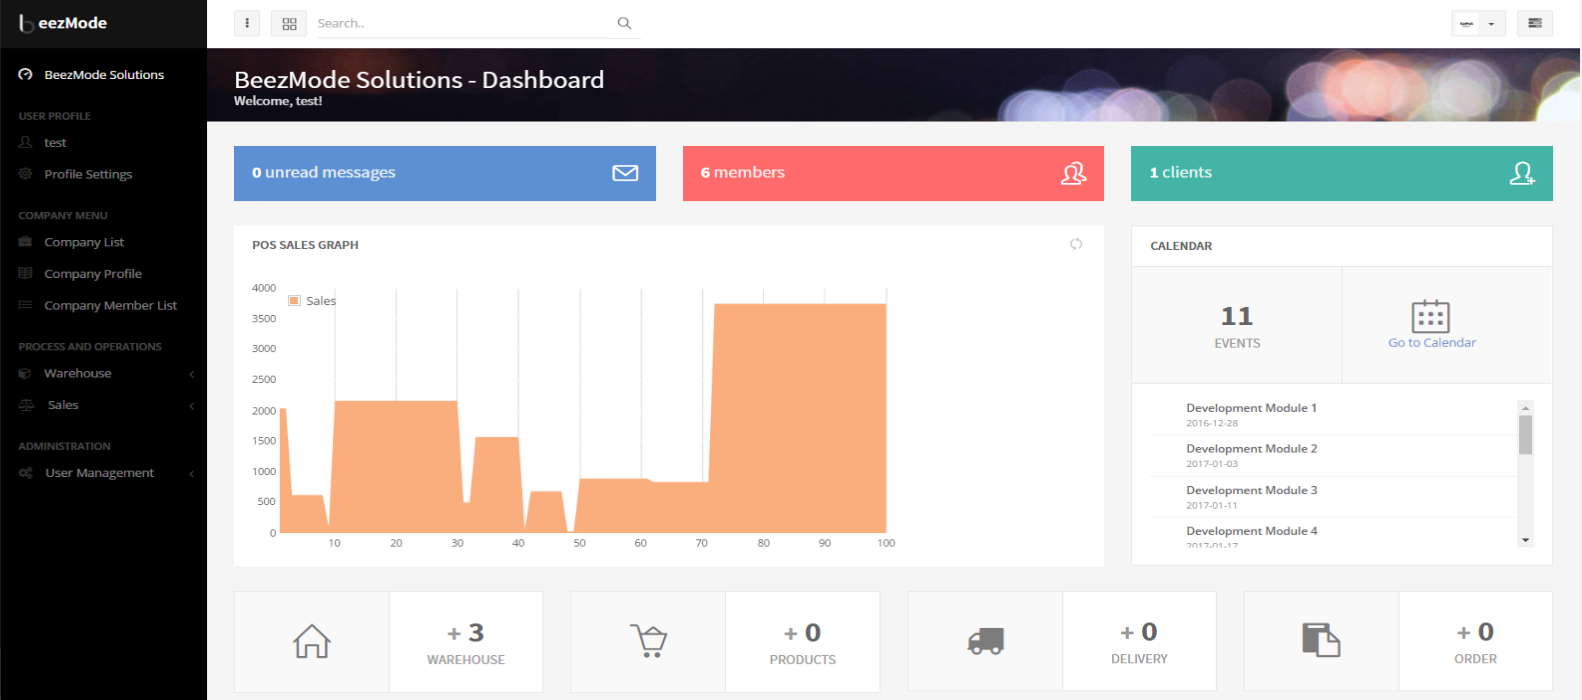 eezMode
Search..
BeezMode Solutions
USER PROFILE
test
Profile Settings
COMPANY MENU
Company List
Company Profile
Company Member List
PROCESS AND OPERATIONS
Warehouse
Sales
ADMINISTRATION
User Management
BeezMode Solutions - Dashboard
Welcome, test!
0 unread messages
6 members
1 clients
POS SALES GRAPH
Sales
4000
3500
3000
2500
2000
1500
1000
500
0
10 20 30 40 50 60 70 80 90 100
CALENDAR
11
EVENTS
Go to Calendar
Development Module 1
2016-12-28
Development Module 2
2017-01-03
Development Module 3
2017-01-11
Development Module 4
2017-01-17
+ 3
WAREHOUSE
+ 0
PRODUCTS
+ 0
DELIVERY
+ 0
ORDER